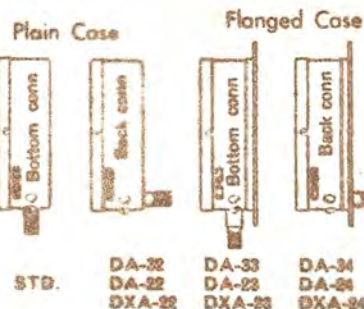 Plain Case
Flanged Case
Bottom conn
Back conn
Bottom conn
Back conn
STD.
DA-32
DA-22
DXA-22
DA-33
DA-23
DXA-23
DA-34
DA-24
DXA-24